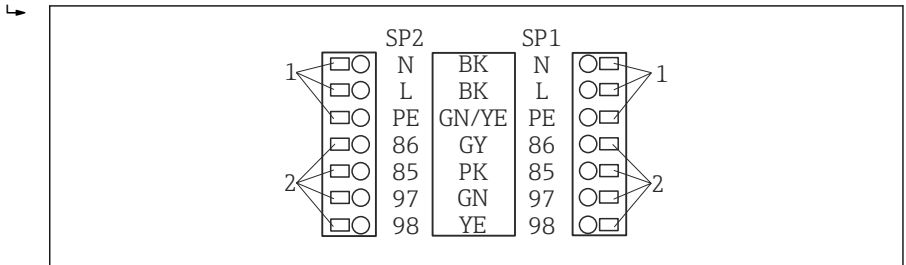 SP2 SP1
1 N BK N 1
L BK L
PE GN/YE PE
86 GY 86
2 85 PK 85 2
97 GN 97
98 YE 98